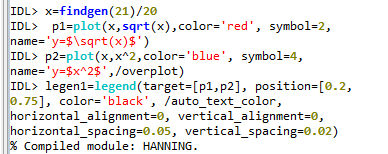 IDL> x=findgen(21)/20
IDL>  p1=plot(x,sqrt(x),color='red', symbol=2,
name='y=$\sqrt(x)$')
IDL> p2=plot(x,x^2,color='blue', symbol=4,
name='y=$x^2$',/overplot)
IDL> legen1=legend(target=[p1,p2], position=[0.2,
0.75], color='black', /auto_text_color,
horizontal_alignment=0, vertical_alignment=0,
horizontal_spacing=0.05, vertical_spacing=0.02)
% Compiled module: HANNING.